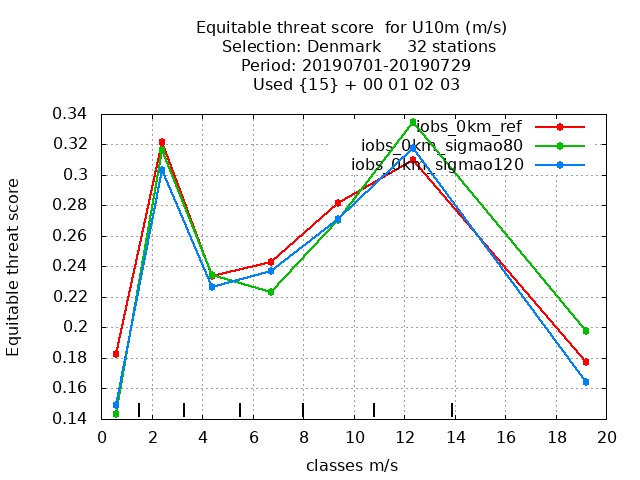 Equitable threat score  for U10m (m/s)
Selection: Denmark     32 stations
Period: 20190701-20190729
Used {15} + 00 01 02 03
iobs_0km_ref
iobs_0km_sigmao80
iobs_0km_sigmao120
Equitable threat score
0.34
0.32
0.3
0.28
0.26
0.24
0.22
0.2
0.18
0.16
0.14
0 2 4 6 8 10 12 14 16 18 20
classes m/s